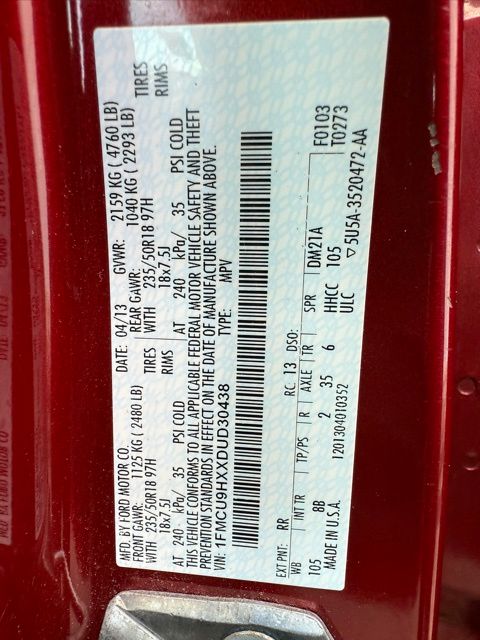 MFD. BY FORD MOTOR CO.
DATE: 04/13 GVWR: 2159 KG ( 4760 LB)
FRONT GAWR: 1125 KG ( 2480 LB) REAR GAWR: 1040 KG ( 2293 LB)
WITH 235/50R18 97H TIRES WITH 235/50R18 97H TIRES
18x7.5J RIMS 18x7.5J RIMS
AT 240 kPa/ 35 PSI COLD AT 240 kPa/ 35 PSI COLD
THIS VEHICLE CONFORMS TO ALL APPLICABLE FEDERAL MOTOR VEHICLE SAFETY AND THEFT
PREVENTION STANDARDS IN EFFECT ON THE DATE OF MANUFACTURE SHOWN ABOVE.
VIN: 1FMCU9HXXDUD30438 TYPE: MPV
F0103
T0273
EXT PNT: RR RC: 13 DSO:
WB INT TR TP/PS R AXLE TR SPR DM21A
105 8B 2 35 6 HHCC 105
MADE IN U.S.A. 1201304010352 ULC ▽5U5A-3520472-AA